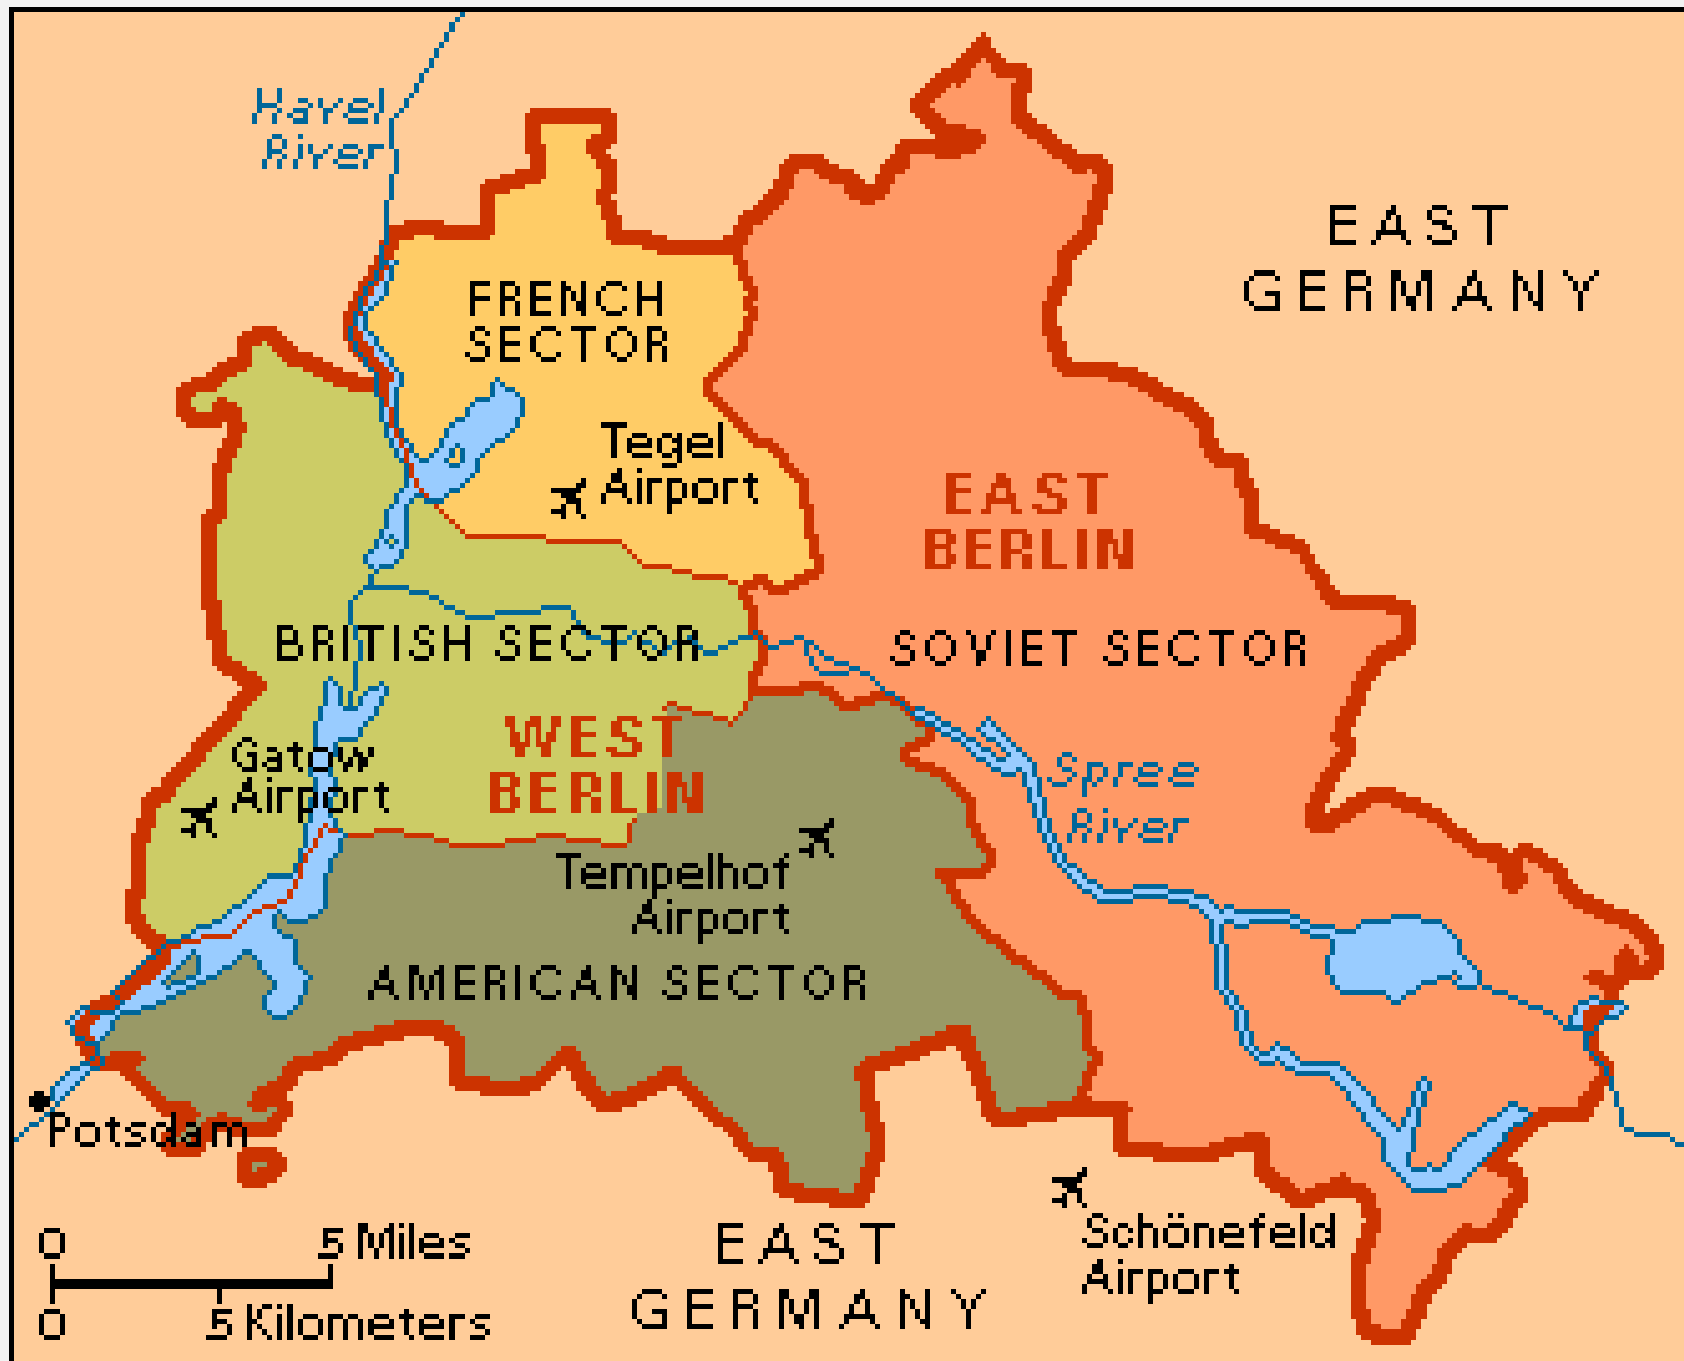 Havel
River
EAST
GERMANY
FRENCH
SECTOR
Tegel
Airport
EAST
BERLIN
BRITISH SECTOR
SOVIET SECTOR
WEST
BERLIN
Gatow
Airport
Spree
River
Tempelhof
Airport
AMERICAN SECTOR
Potsdam
Schönefeld
Airport
EAST
GERMANY
0 5 Miles
0 5 Kilometers